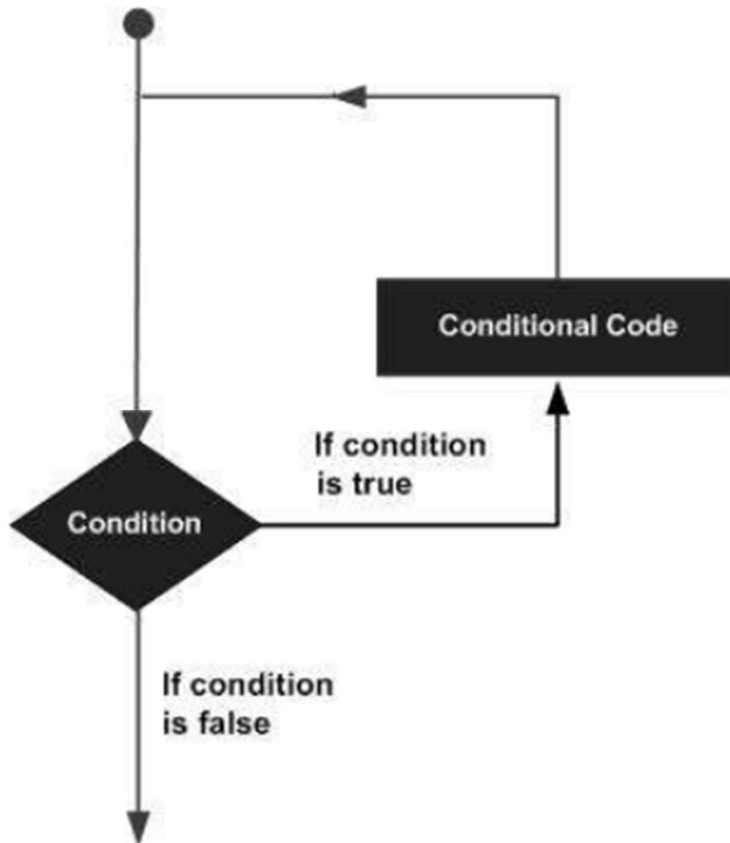 Conditional Code
If condition
is true
Condition
If condition
is false